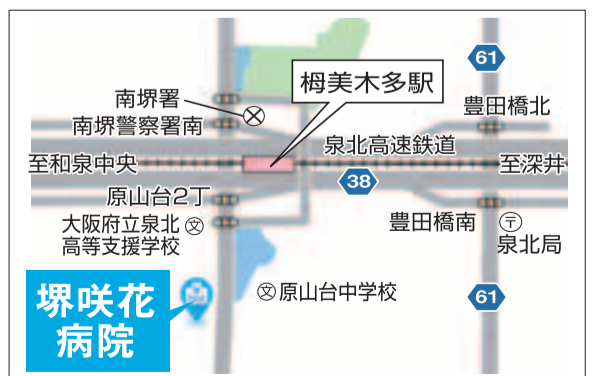 61
栂美木多駅
南堺署
豊田橋北
南堺警察署南
泉北高速鉄道
至和泉中央
至深井
38
原山台2丁
豊田橋南
大阪府立泉北
高等支援学校
文
〒
泉北局
文
原山台中学校
堺咲花
病院
61